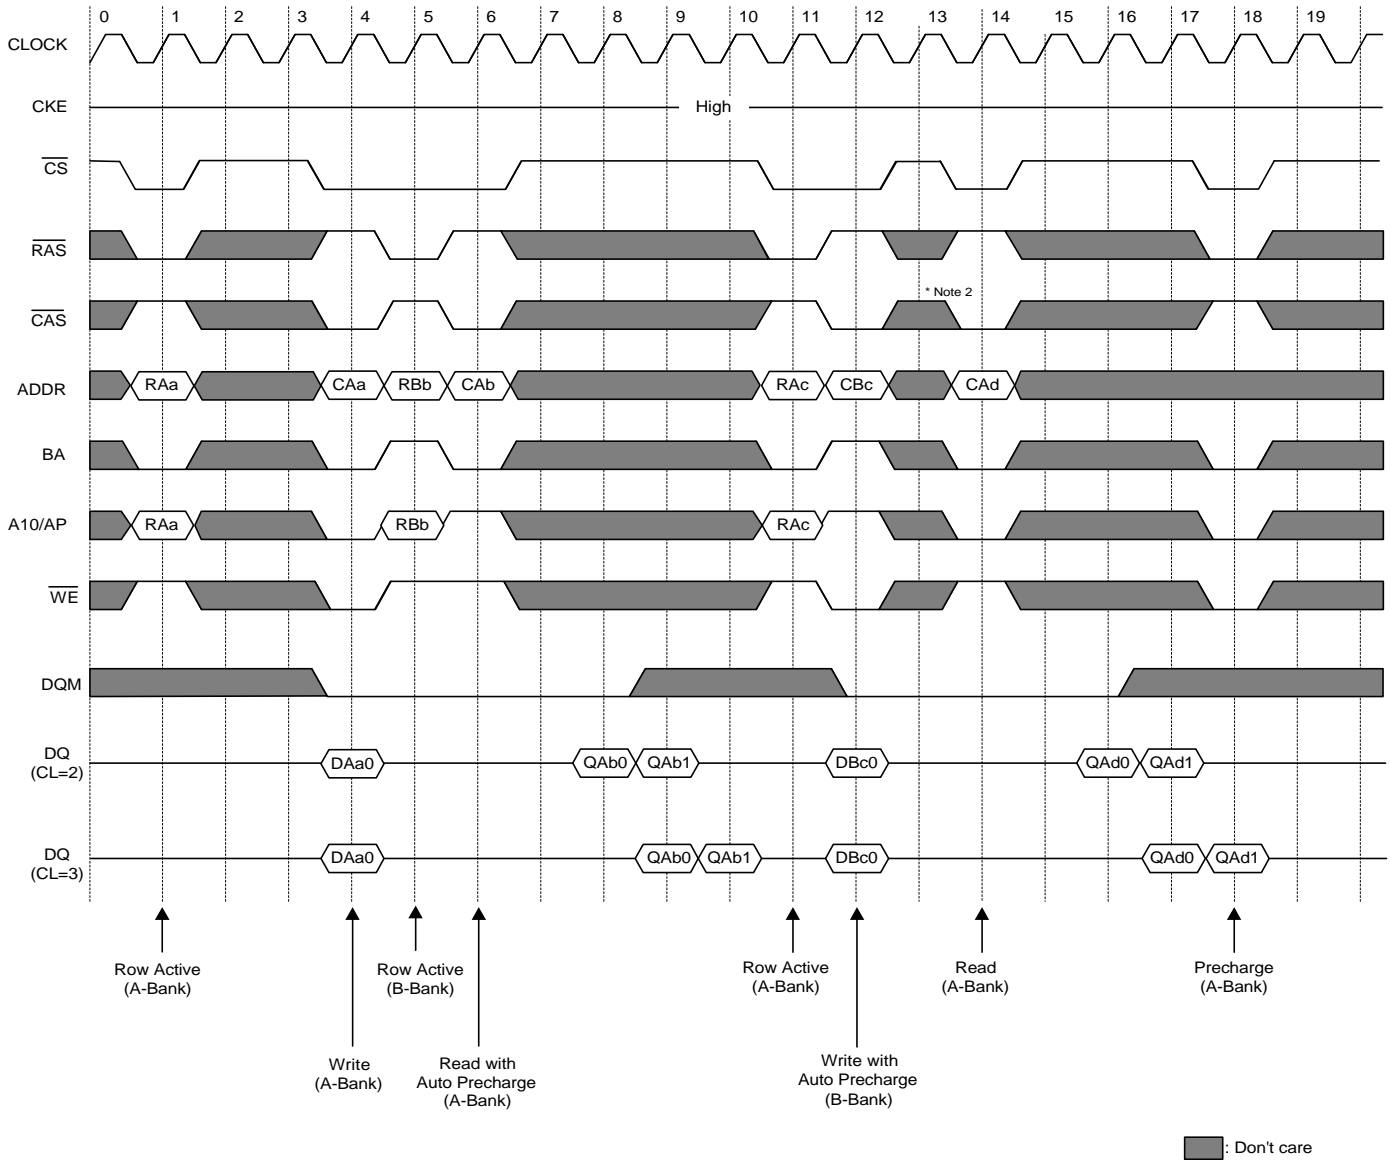 0 1 2 3 4 5 6 7 8 9 10 11 12 13 14 15 16 17 18 19
CLOCK
CKE High
CS
RAS
* Note 2
CAS
ADDR RAa CAa RBb CAb RAc CBc CAd
BA
A10/AP RAa RBb RAc
WE
DQM
DQ
(CL=2) DAa0 QAb0 QAb1 DBc0 QAd0 QAd1
DQ
(CL=3) DAa0 QAb0 QAb1 DBc0 QAd0 QAd1
Row Active
(A-Bank)
Row Active
(B-Bank)
Row Active
(A-Bank)
Read
(A-Bank)
Precharge
(A-Bank)
Write
(A-Bank)
Read with
Auto Precharge
(A-Bank)
Write with
Auto Precharge
(B-Bank)
: Don't care